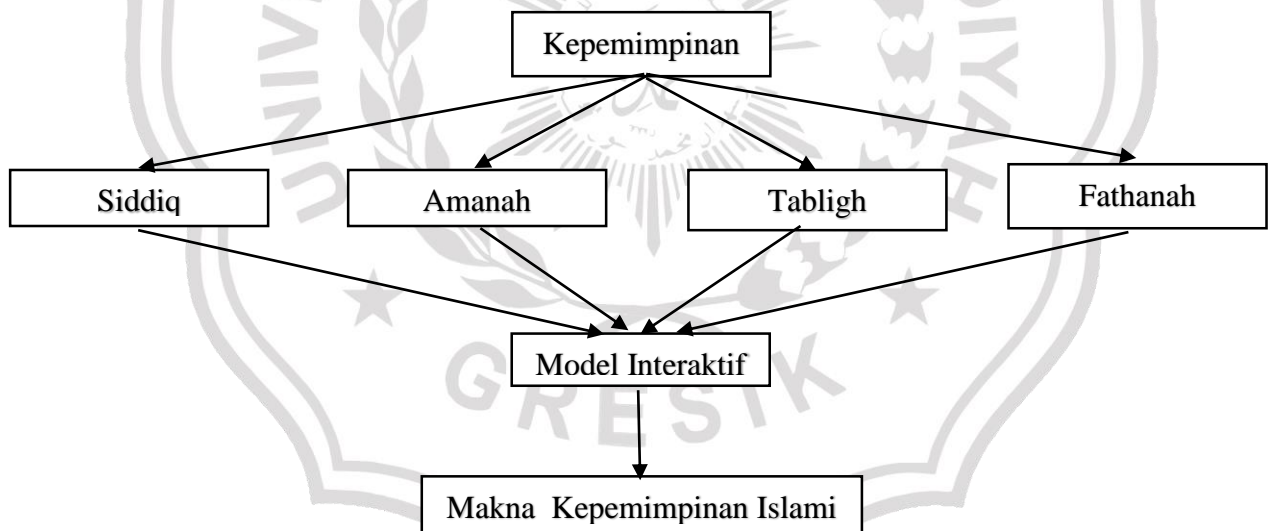 Kepemimpinan
Siddiq
Amanah
Tabligh
Fathanah
Model Interaktif
Makna Kepemimpinan Islami
GRESIK